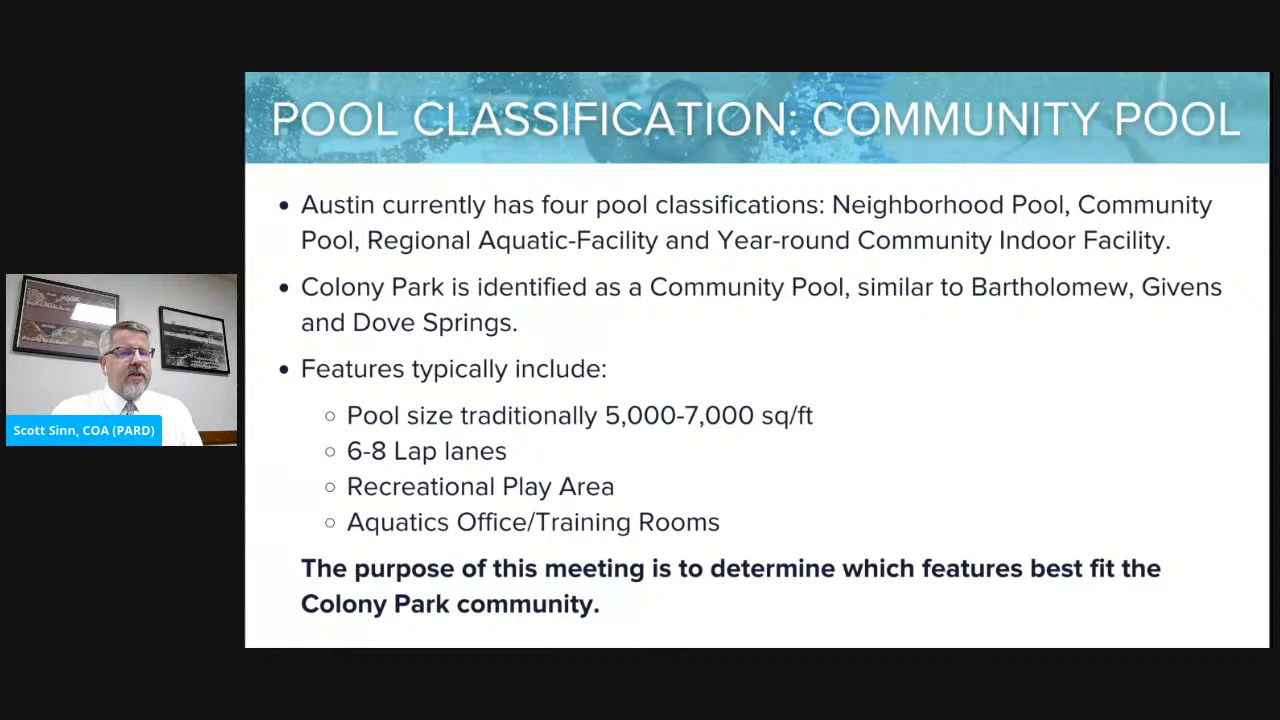 POOL CLASSIFICATION: COMMUNITY POOL
• Austin currently has four pool classifications: Neighborhood Pool, Community
Pool, Regional Aquatic-Facility and Year-round Community Indoor Facility.
• Colony Park is identified as a Community Pool, similar to Bartholomew, Givens
and Dove Springs.
• Features typically include:
○ Pool size traditionally 5,000-7,000 sq/ft
○ 6-8 Lap lanes
○ Recreational Play Area
○ Aquatics Office/Training Rooms
The purpose of this meeting is to determine which features best fit the
Colony Park community.
Scott Sinn, COA (PARD)